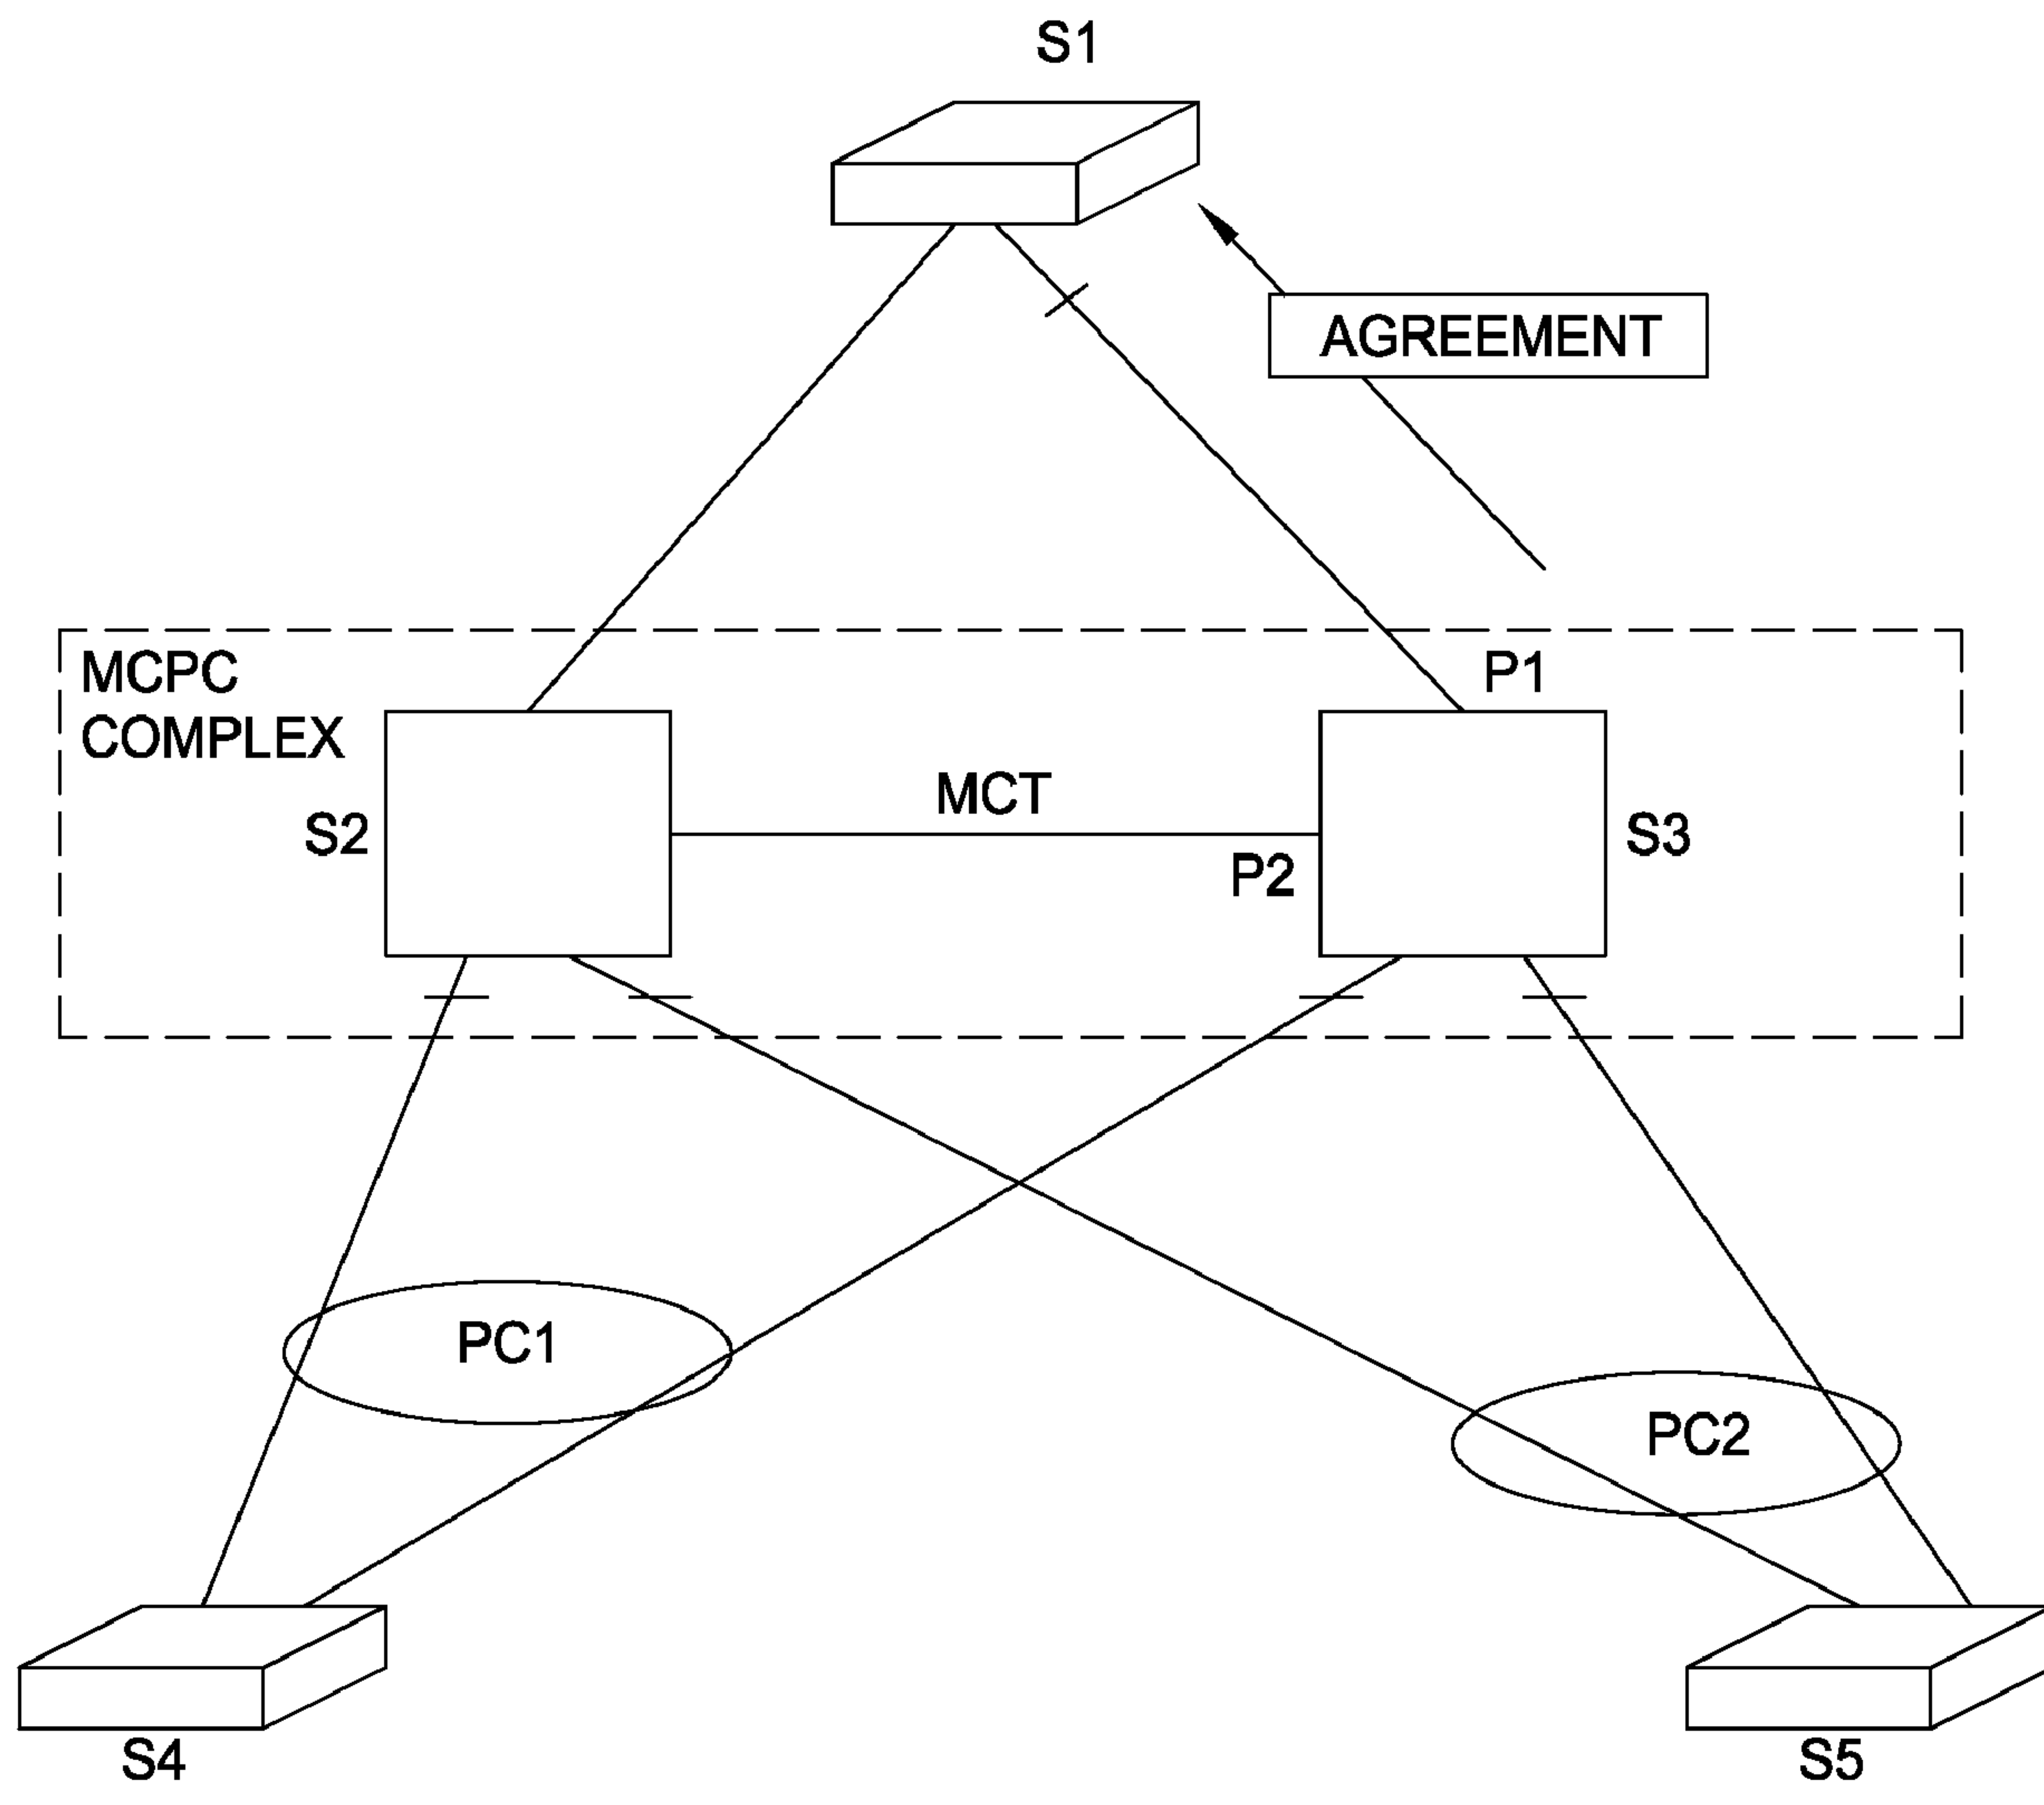 S1
AGREEMENT
MCPC
COMPLEX
P1
MCT
S2
S3
P2
PC1
PC2
S4
S5